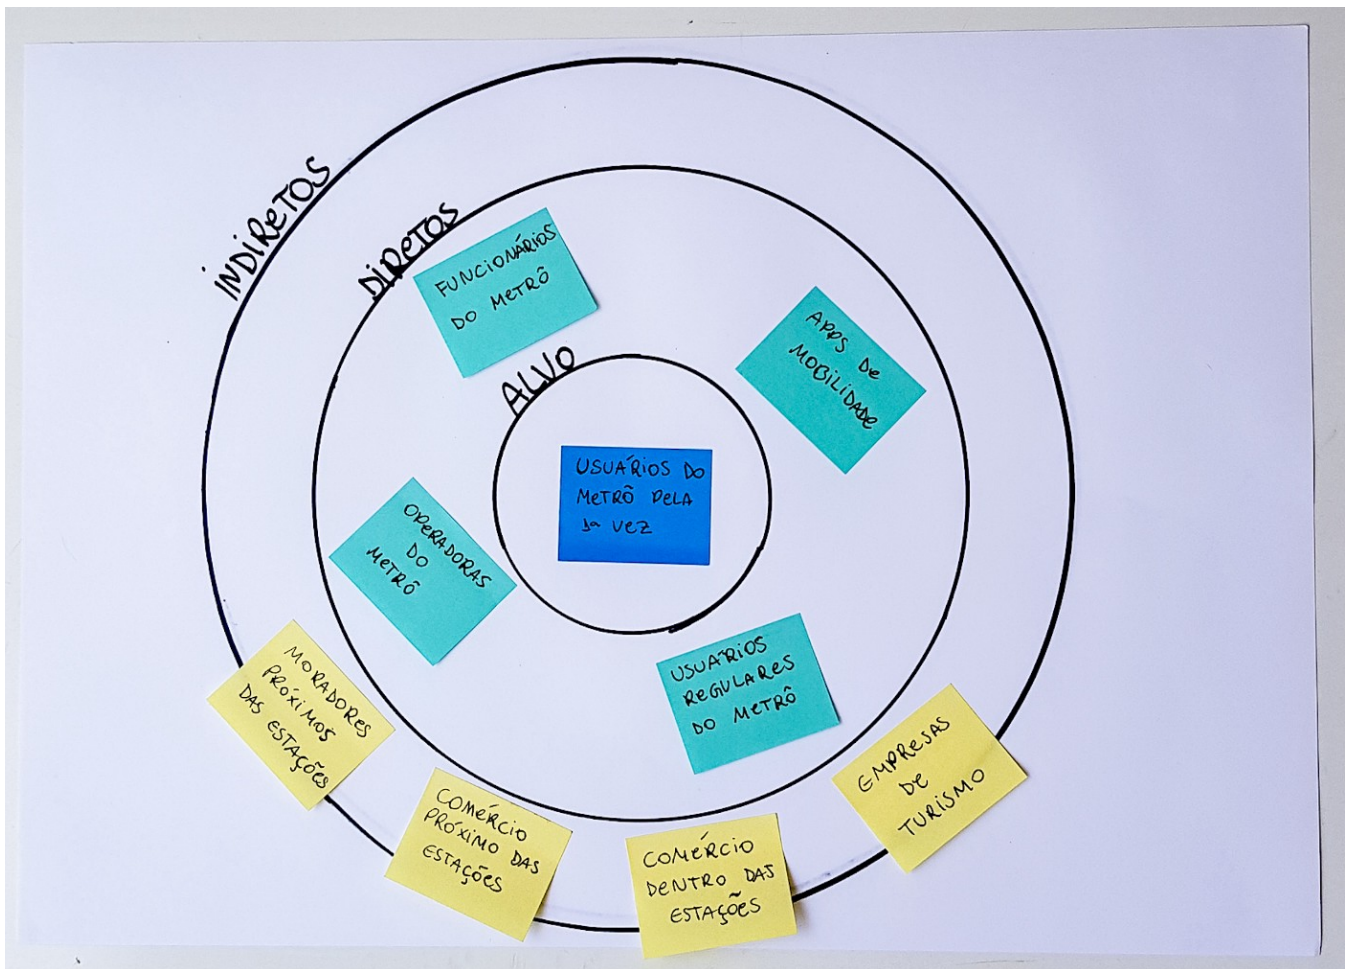 INDIRETOS
DIRETOS
FUNCIONÁRIOS
DO METRÔ
APPS DE
MOBILIDADE
ALVO
USUÁRIOS DO
METRÔ PELA
1ª VEZ
OPERADORAS
DO
METRÔ
USUÁRIOS
REGULARES
DO METRÔ
MORADORES
PRÓXIMOS
DAS ESTAÇÕES
COMÉRCIO
PRÓXIMO DAS
ESTAÇÕES
COMÉRCIO
DENTRO DAS
ESTAÇÕES
EMPRESAS
DE
TURISMO